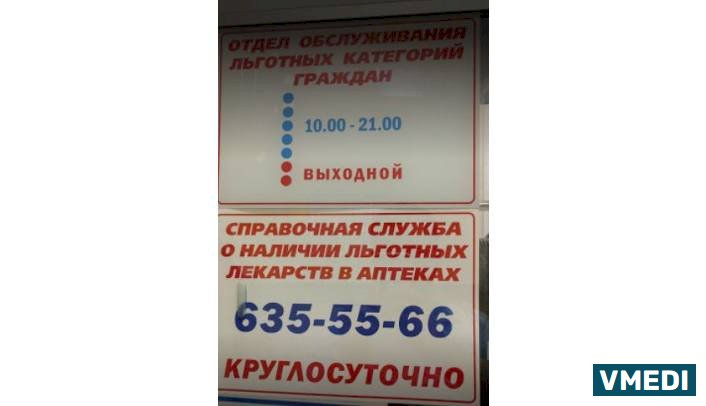 ОТДЕЛ ОБСЛУЖИВАНИЯ
ЛЬГОТНЫХ КАТЕГОРИЙ
ГРАЖДАН
10.00 - 21.00
ВЫХОДНОЙ
СПРАВОЧНАЯ СЛУЖБА
О НАЛИЧИИ ЛЬГОТНЫХ
ЛЕКАРСТВ В АПТЕКАХ
635-55-66
КРУГЛОСУТОЧНО
VMEDI